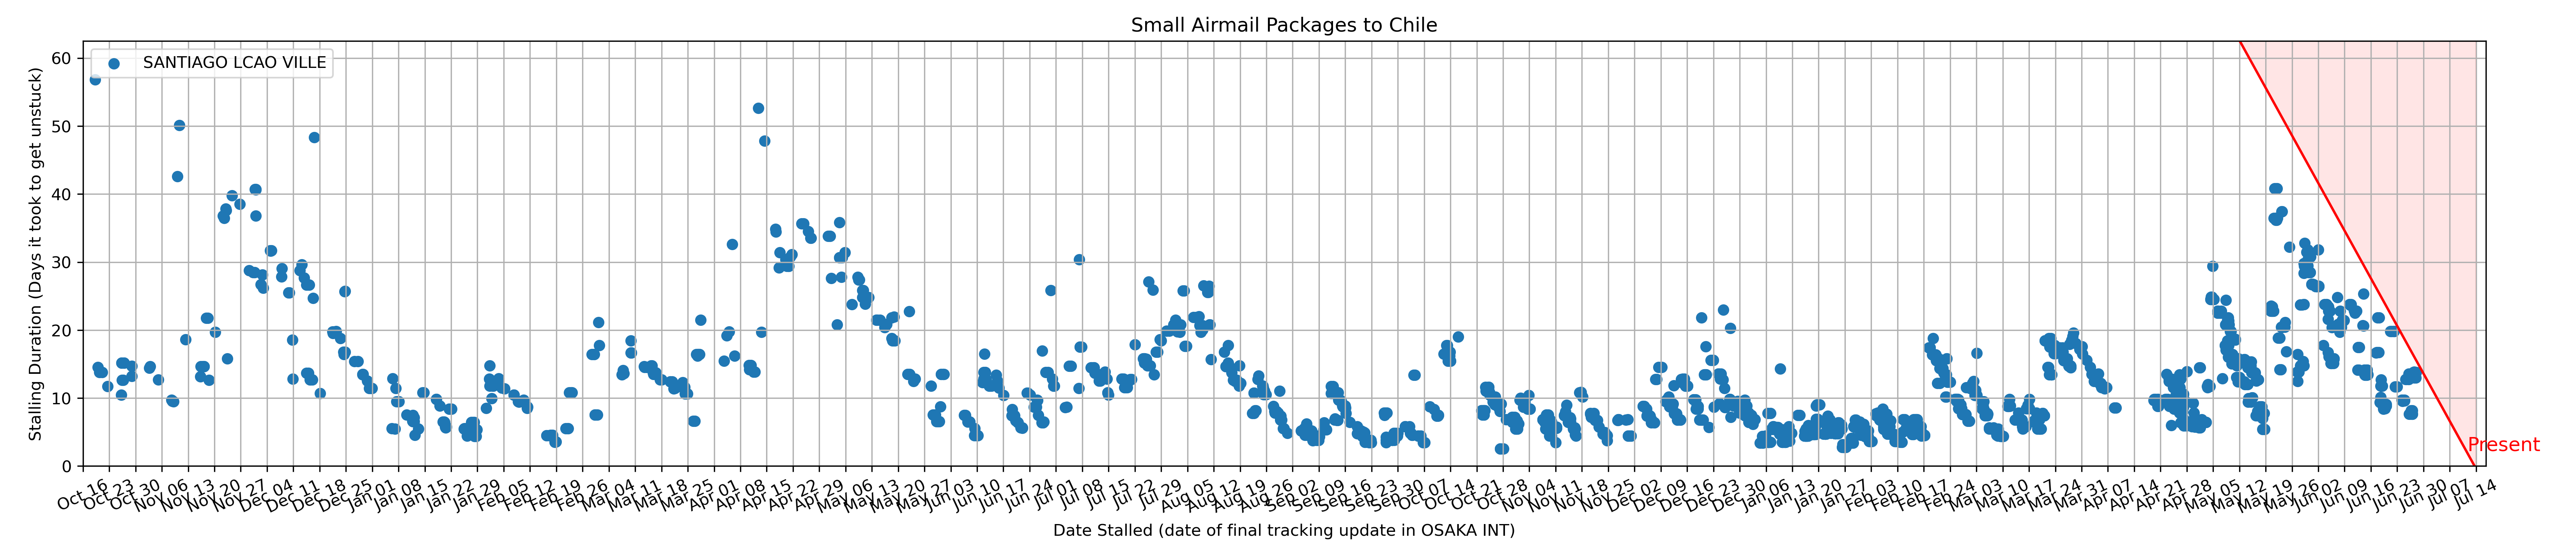 Small Airmail Packages to Chile
SANTIAGO LCAO VILLE
Stalling Duration (Days it took to get unstuck)
60
50
40
30
20
10
0
Present
Oct 16 Oct 23 Oct 30 Nov 06 Nov 13 Nov 20 Nov 27 Dec 04 Dec 11 Dec 18 Dec 25 Jan 01 Jan 08 Jan 15 Jan 22 Jan 29 Feb 05 Feb 12 Feb 19 Feb 26 Mar 04 Mar 11 Mar 18 Mar 25 Apr 01 Apr 08 Apr 15 Apr 22 Apr 29 May 06 May 13 May 20 May 27 Jun 03 Jun 10 Jun 17 Jun 24 Jul 01 Jul 08 Jul 15 Jul 22 Jul 29 Aug 05 Aug 12 Aug 19 Aug 26 Sep 02 Sep 09 Sep 16 Sep 23 Sep 30 Oct 07 Oct 14 Oct 21 Oct 28 Nov 04 Nov 11 Nov 18 Nov 25 Dec 02 Dec 09 Dec 16 Dec 23 Dec 30 Jan 06 Jan 13 Jan 20 Jan 27 Feb 03 Feb 10 Feb 17 Feb 24 Mar 03 Mar 10 Mar 17 Mar 24 Mar 31 Apr 07 Apr 14 Apr 21 Apr 28 May 05 May 12 May 19 May 26 Jun 02 Jun 09 Jun 16 Jun 23 Jun 30 Jul 07 Jul 14
Date Stalled (date of final tracking update in OSAKA INT)